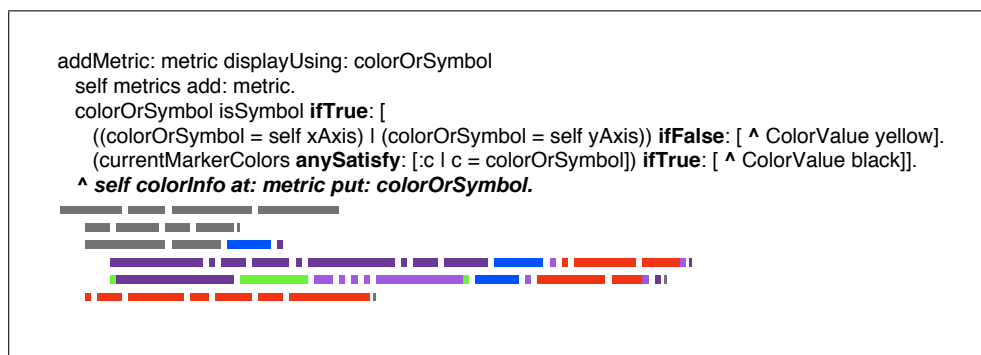 addMetric: metric displayUsing: colorOrSymbol
self metrics add: metric.
colorOrSymbol isSymbol ifTrue: [
((colorOrSymbol = self xAxis) | (colorOrSymbol = self yAxis)) ifFalse: [ ^ ColorValue yellow].
(currentMarkerColors anySatisfy: [:c | c = colorOrSymbol]) ifTrue: [ ^ ColorValue black]].
^ self colorInfo at: metric put: colorOrSymbol.